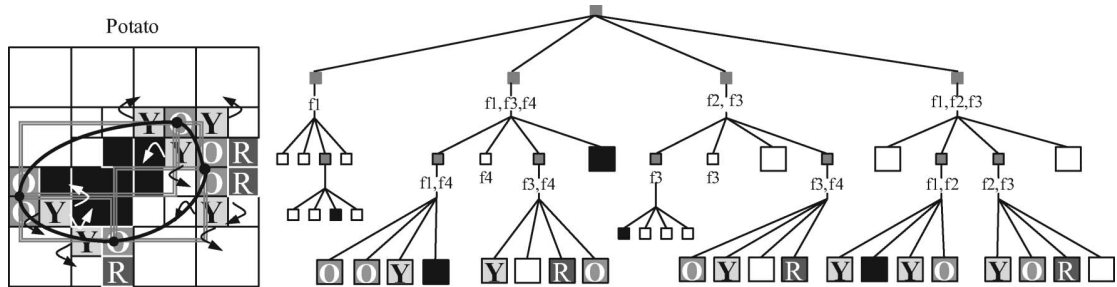 Potato
Y O Y
Y O R
O O R
O Y Y
Y O
R
f1
f1,f3,f4
f2, f3
f1,f2,f3
f1,f4
f4
f3,f4
f3
f3
f3,f4
f1,f2
f2,f3
O O Y
Y R O
O Y R
Y Y O
Y O R